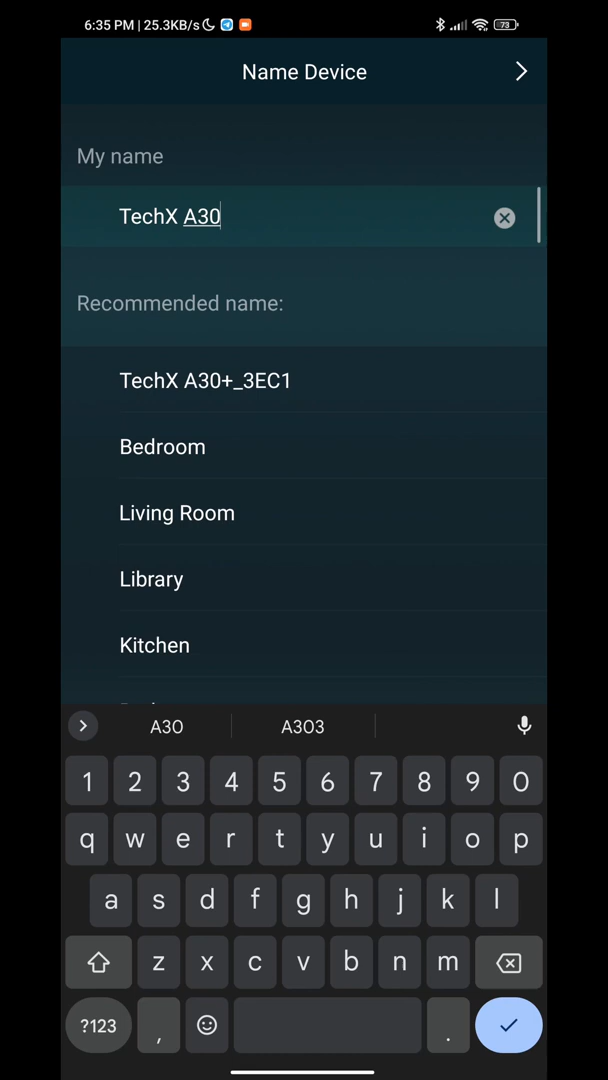 6:35 PM | 25.3KB/s
73
Name Device
My name
TechX A30
Recommended name:
TechX A30+_3EC1
Bedroom
Living Room
Library
Kitchen
A30 A303
1 2 3 4 5 6 7 8 9 0
q w e r t y u i o p
a s d f g h j k l
z x c v b n m
?123 , .